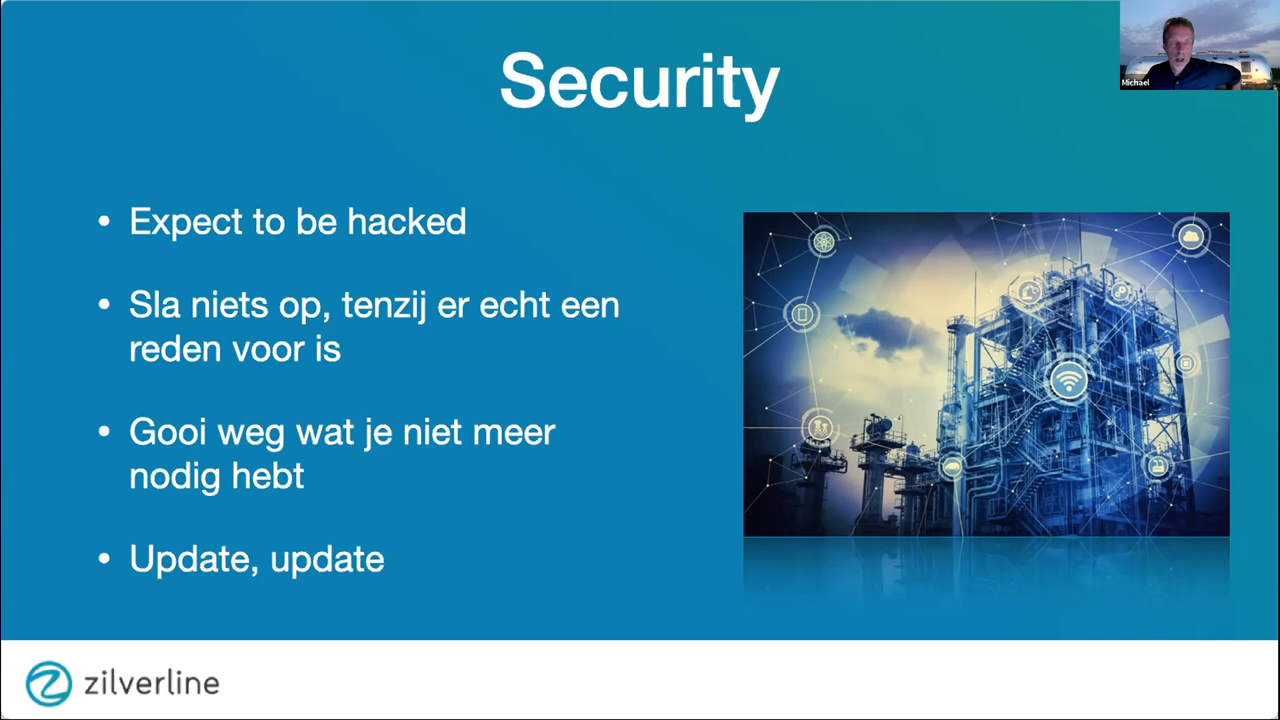 Security
Michael
• Expect to be hacked
• Sla niets op, tenzij er echt een
reden voor is
• Gooi weg wat je niet meer
nodig hebt
• Update, update
zilverline